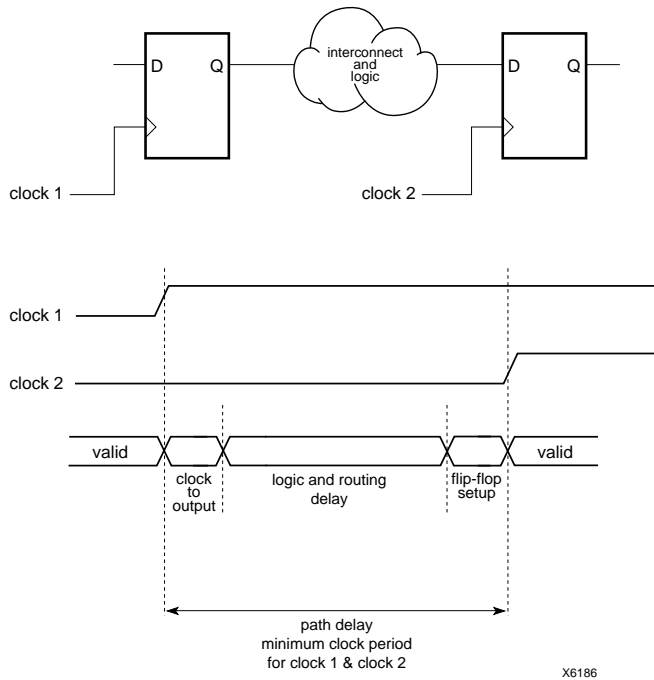 D Q
interconnect
and
logic
D Q
clock 1
clock 2
clock 1
clock 2
valid
valid
clock
to
output
logic and routing
delay
flip-flop
setup
path delay
minimum clock period
for clock 1 & clock 2
X6186